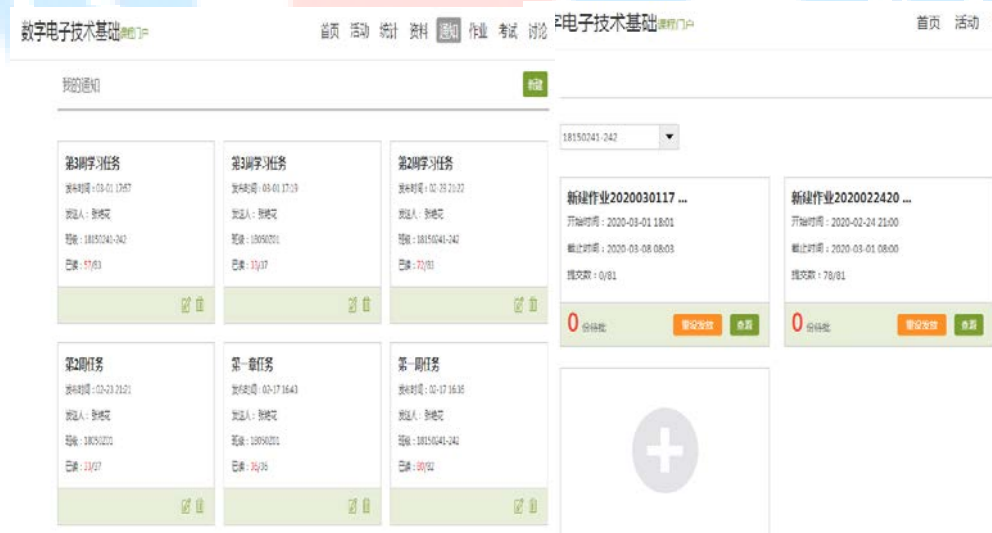 数字电子技术基础课程门户
首页 活动 统计 资料 通知 作业 考试 讨论
我的通知
新建
第3周学习任务
发布时间：03-01 17:57
发送人：张艳花
班级：18150241-242
已读：57/83
第3周学习任务
发布时间：03-01 17:19
发送人：张艳花
班级：18050201
已读：33/37
第2周学习任务
发布时间：02-23 21:22
发送人：张艳花
班级：18150241-242
已读：72/83
第2周任务
发布时间：02-23 21:21
发送人：张艳花
班级：18050201
已读：33/37
第一章任务
发布时间：02-17 16:43
发送人：张艳花
班级：18050201
已读：36/36
第一周任务
发布时间：02-17 16:36
发送人：张艳花
班级：18150241-242
已读：80/82
字电子技术基础课程门户
首页 活动
18150241-242
新建作业2020030117 ...
开始时间：2020-03-01 18:01
截止时间：2020-03-08 08:03
提交数：0/81
0 份待批
重设发放 查看
新建作业2020022420 ...
开始时间：2020-02-24 21:00
截止时间：2020-03-01 08:00
提交数：78/81
0 份待批
重设发放 查看